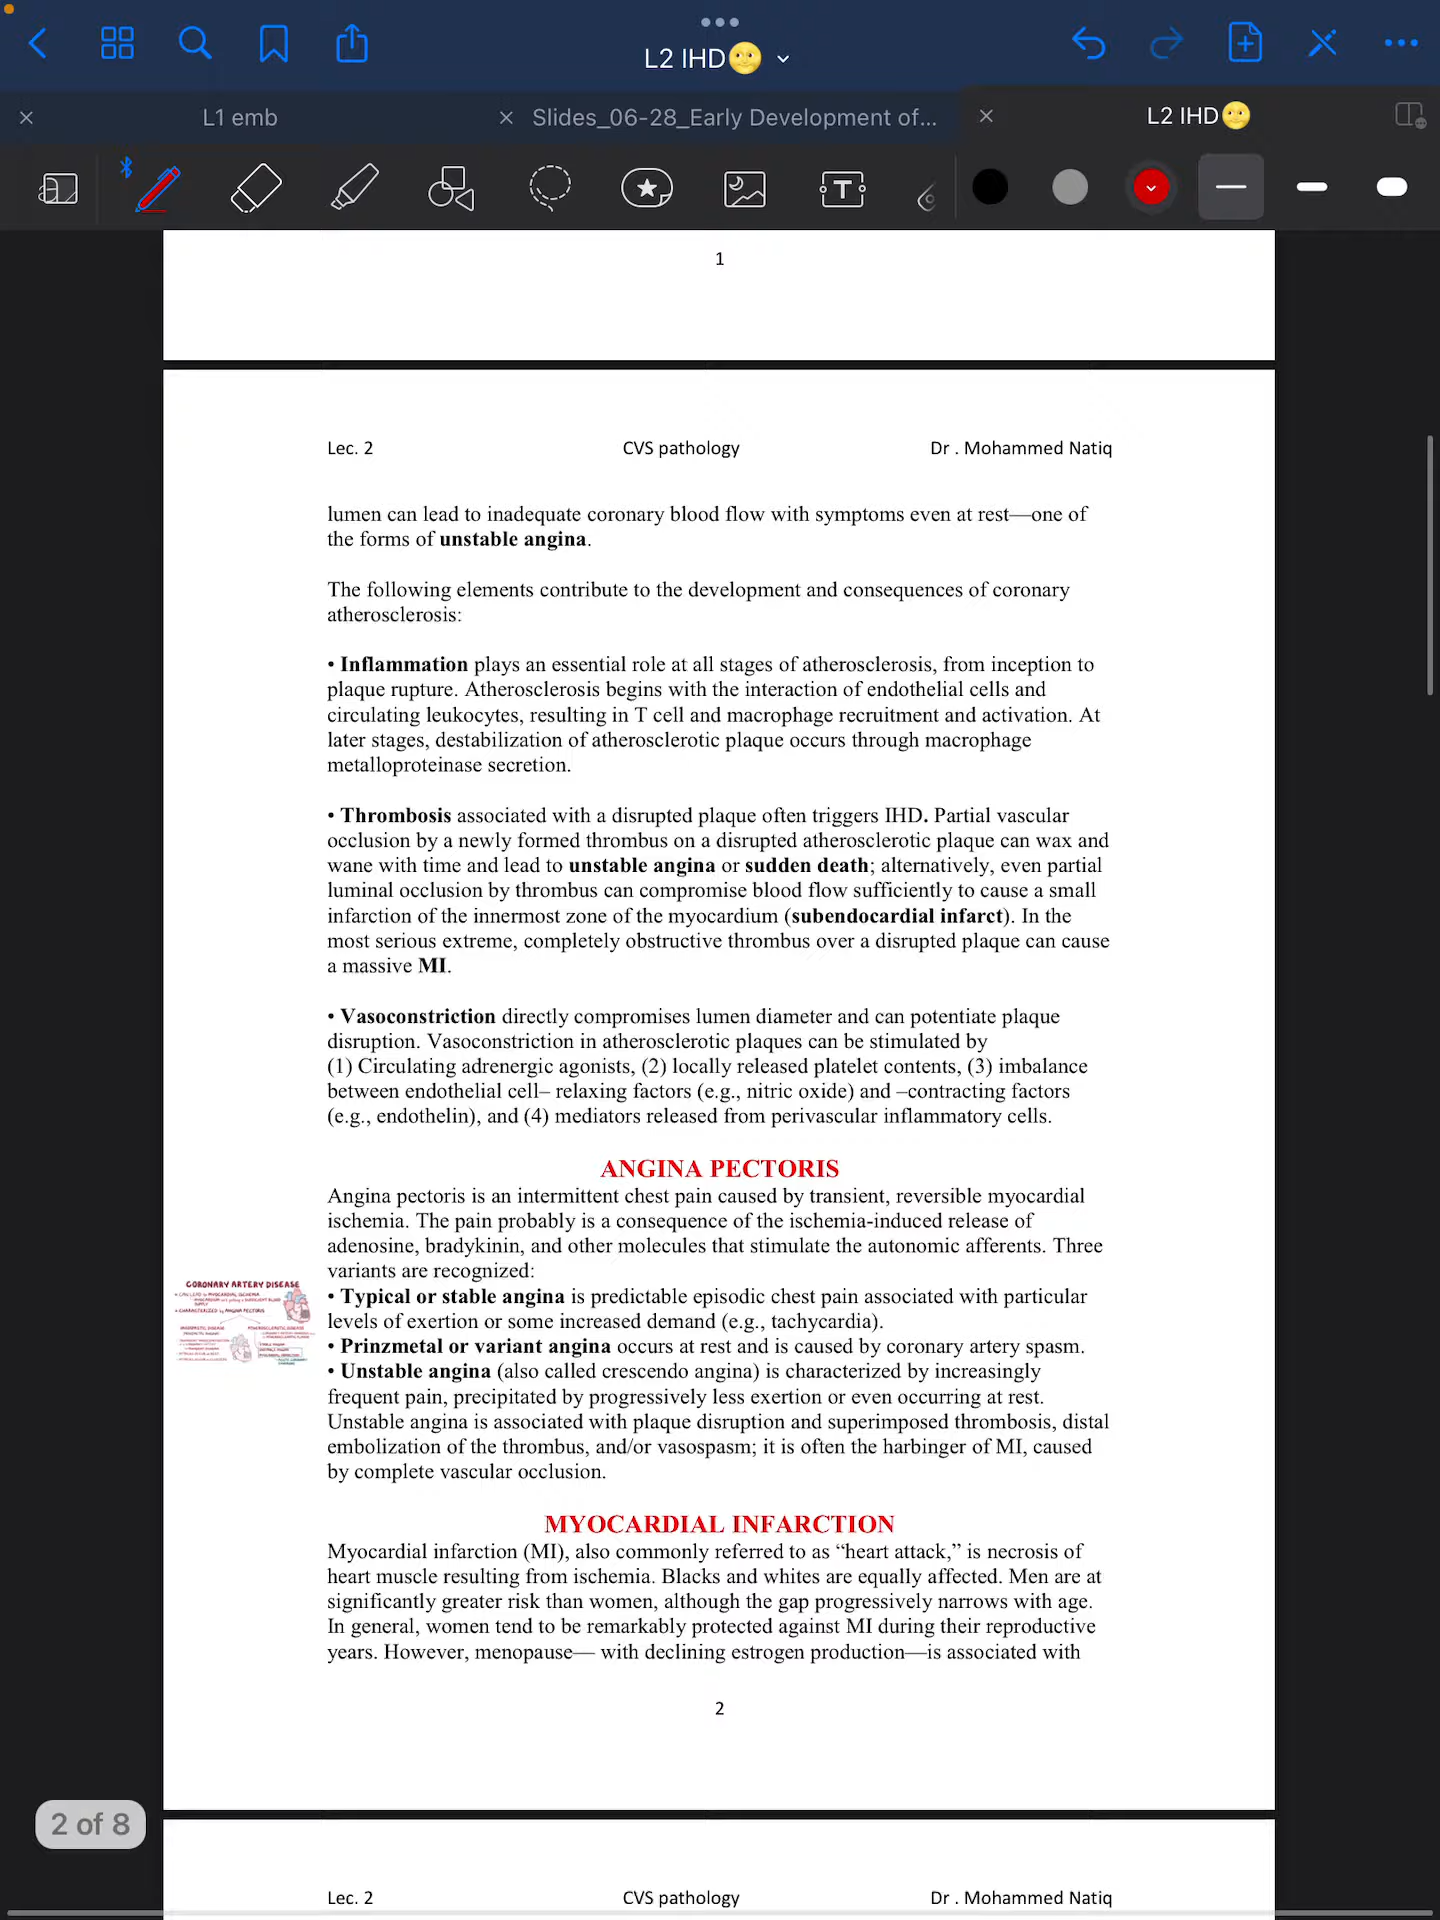 L2 IHD🌝
L1 emb
Slides_06-28_Early Development of...
L2 IHD🌝
T
1
Lec. 2 CVS pathology Dr . Mohammed Natiq
lumen can lead to inadequate coronary blood flow with symptoms even at rest—one of
the forms of unstable angina.
The following elements contribute to the development and consequences of coronary
atherosclerosis:
• Inflammation plays an essential role at all stages of atherosclerosis, from inception to
plaque rupture. Atherosclerosis begins with the interaction of endothelial cells and
circulating leukocytes, resulting in T cell and macrophage recruitment and activation. At
later stages, destabilization of atherosclerotic plaque occurs through macrophage
metalloproteinase secretion.
• Thrombosis associated with a disrupted plaque often triggers IHD. Partial vascular
occlusion by a newly formed thrombus on a disrupted atherosclerotic plaque can wax and
wane with time and lead to unstable angina or sudden death; alternatively, even partial
luminal occlusion by thrombus can compromise blood flow sufficiently to cause a small
infarction of the innermost zone of the myocardium (subendocardial infarct). In the
most serious extreme, completely obstructive thrombus over a disrupted plaque can cause
a massive MI.
• Vasoconstriction directly compromises lumen diameter and can potentiate plaque
disruption. Vasoconstriction in atherosclerotic plaques can be stimulated by
(1) Circulating adrenergic agonists, (2) locally released platelet contents, (3) imbalance
between endothelial cell– relaxing factors (e.g., nitric oxide) and –contracting factors
(e.g., endothelin), and (4) mediators released from perivascular inflammatory cells.
ANGINA PECTORIS
Angina pectoris is an intermittent chest pain caused by transient, reversible myocardial
ischemia. The pain probably is a consequence of the ischemia-induced release of
adenosine, bradykinin, and other molecules that stimulate the autonomic afferents. Three
variants are recognized:
• Typical or stable angina is predictable episodic chest pain associated with particular
levels of exertion or some increased demand (e.g., tachycardia).
• Prinzmetal or variant angina occurs at rest and is caused by coronary artery spasm.
• Unstable angina (also called crescendo angina) is characterized by increasingly
frequent pain, precipitated by progressively less exertion or even occurring at rest.
Unstable angina is associated with plaque disruption and superimposed thrombosis, distal
embolization of the thrombus, and/or vasospasm; it is often the harbinger of MI, caused
by complete vascular occlusion.
CORONARY ARTERY DISEASE
• CAN LEAD to MYOCARDIAL ISCHEMIA
• CHARACTERIZED by ANGINA PECTORIS
MYOCARDIAL INFARCTION
Myocardial infarction (MI), also commonly referred to as “heart attack,” is necrosis of
heart muscle resulting from ischemia. Blacks and whites are equally affected. Men are at
significantly greater risk than women, although the gap progressively narrows with age.
In general, women tend to be remarkably protected against MI during their reproductive
years. However, menopause— with declining estrogen production—is associated with
2
2 of 8
Lec. 2 CVS pathology Dr . Mohammed Natiq